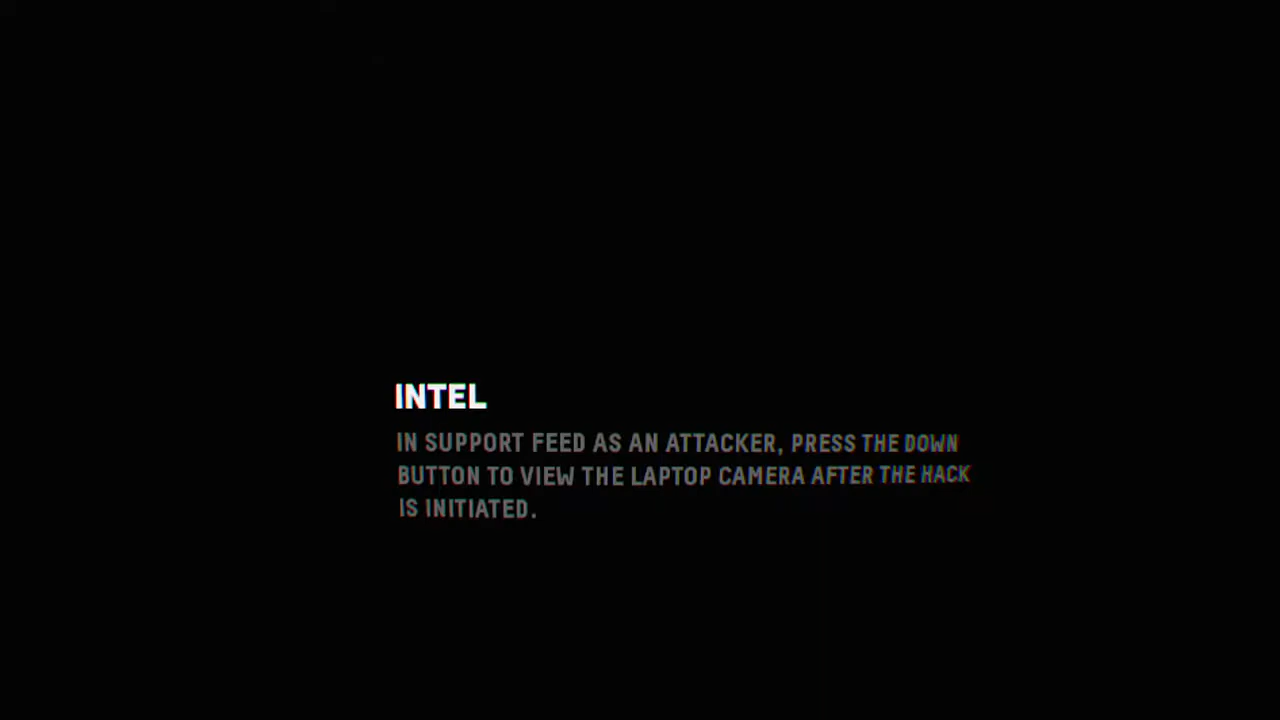 INTEL
IN SUPPORT FEED AS AN ATTACKER, PRESS THE DOWN
BUTTON TO VIEW THE LAPTOP CAMERA AFTER THE HACK
IS INITIATED.